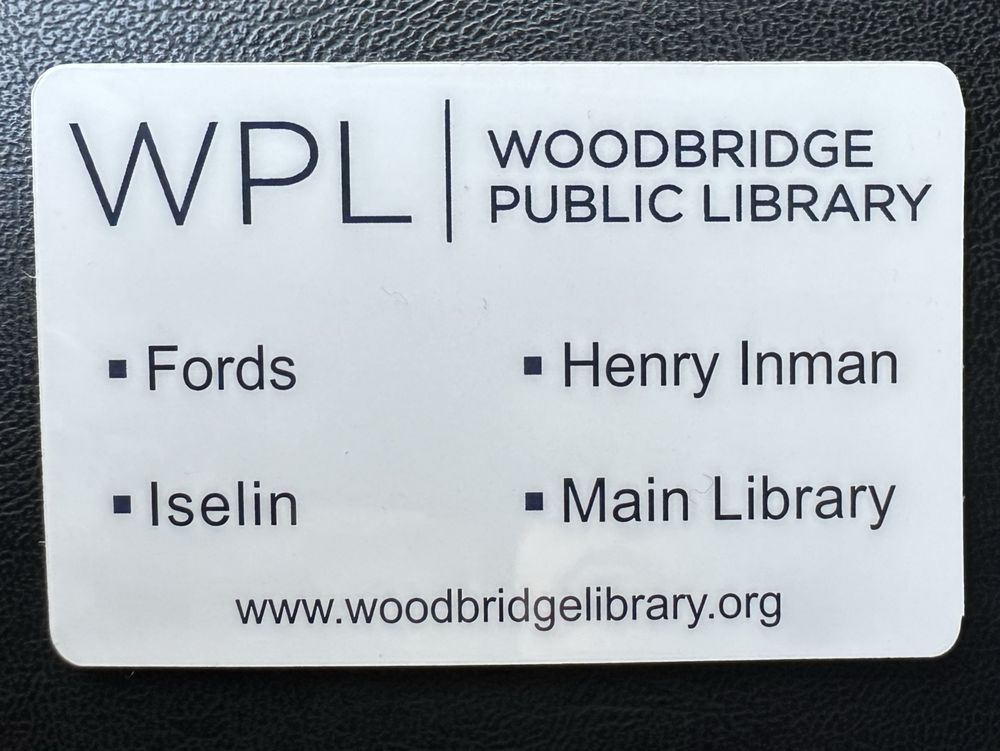 WPL
WOODBRIDGE
PUBLIC LIBRARY
▪ Fords
▪ Henry Inman
▪ Iselin
▪ Main Library
www.woodbridgelibrary.org